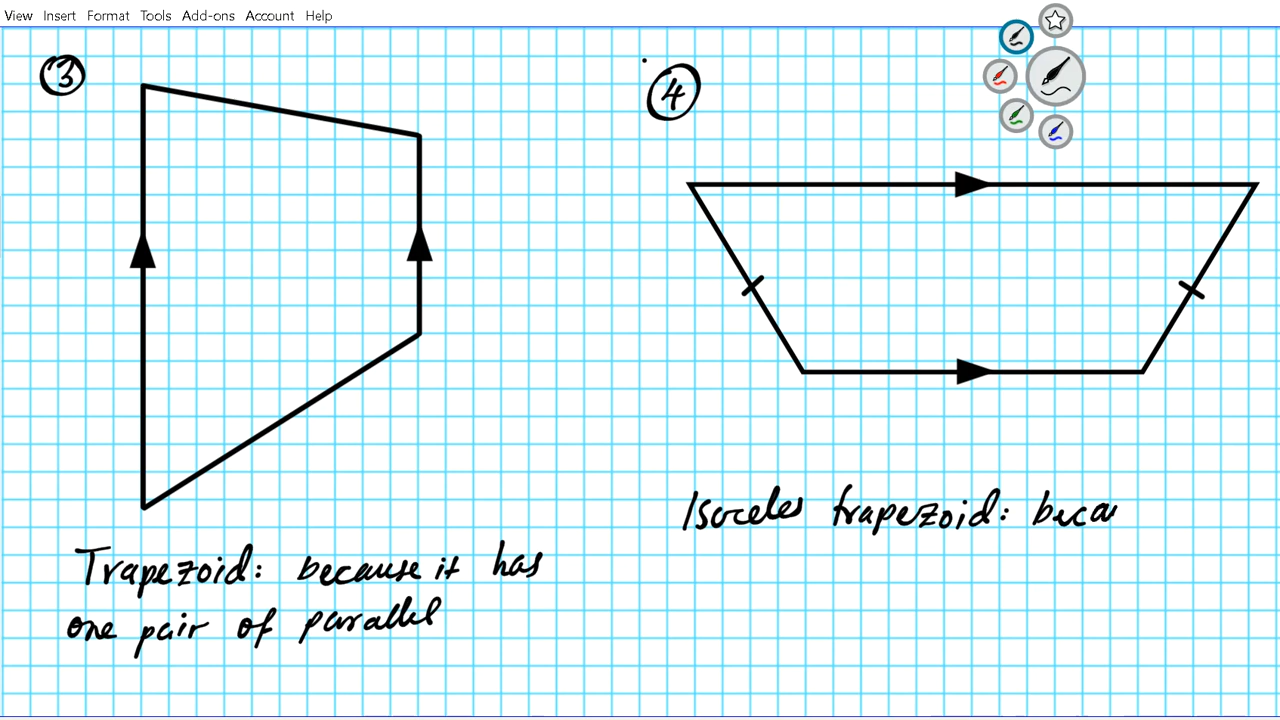 View Insert Format Tools Add-ons Account Help
3
4
Isoceles trapezoid: beca
Trapezoid: because it has
one pair of parallel